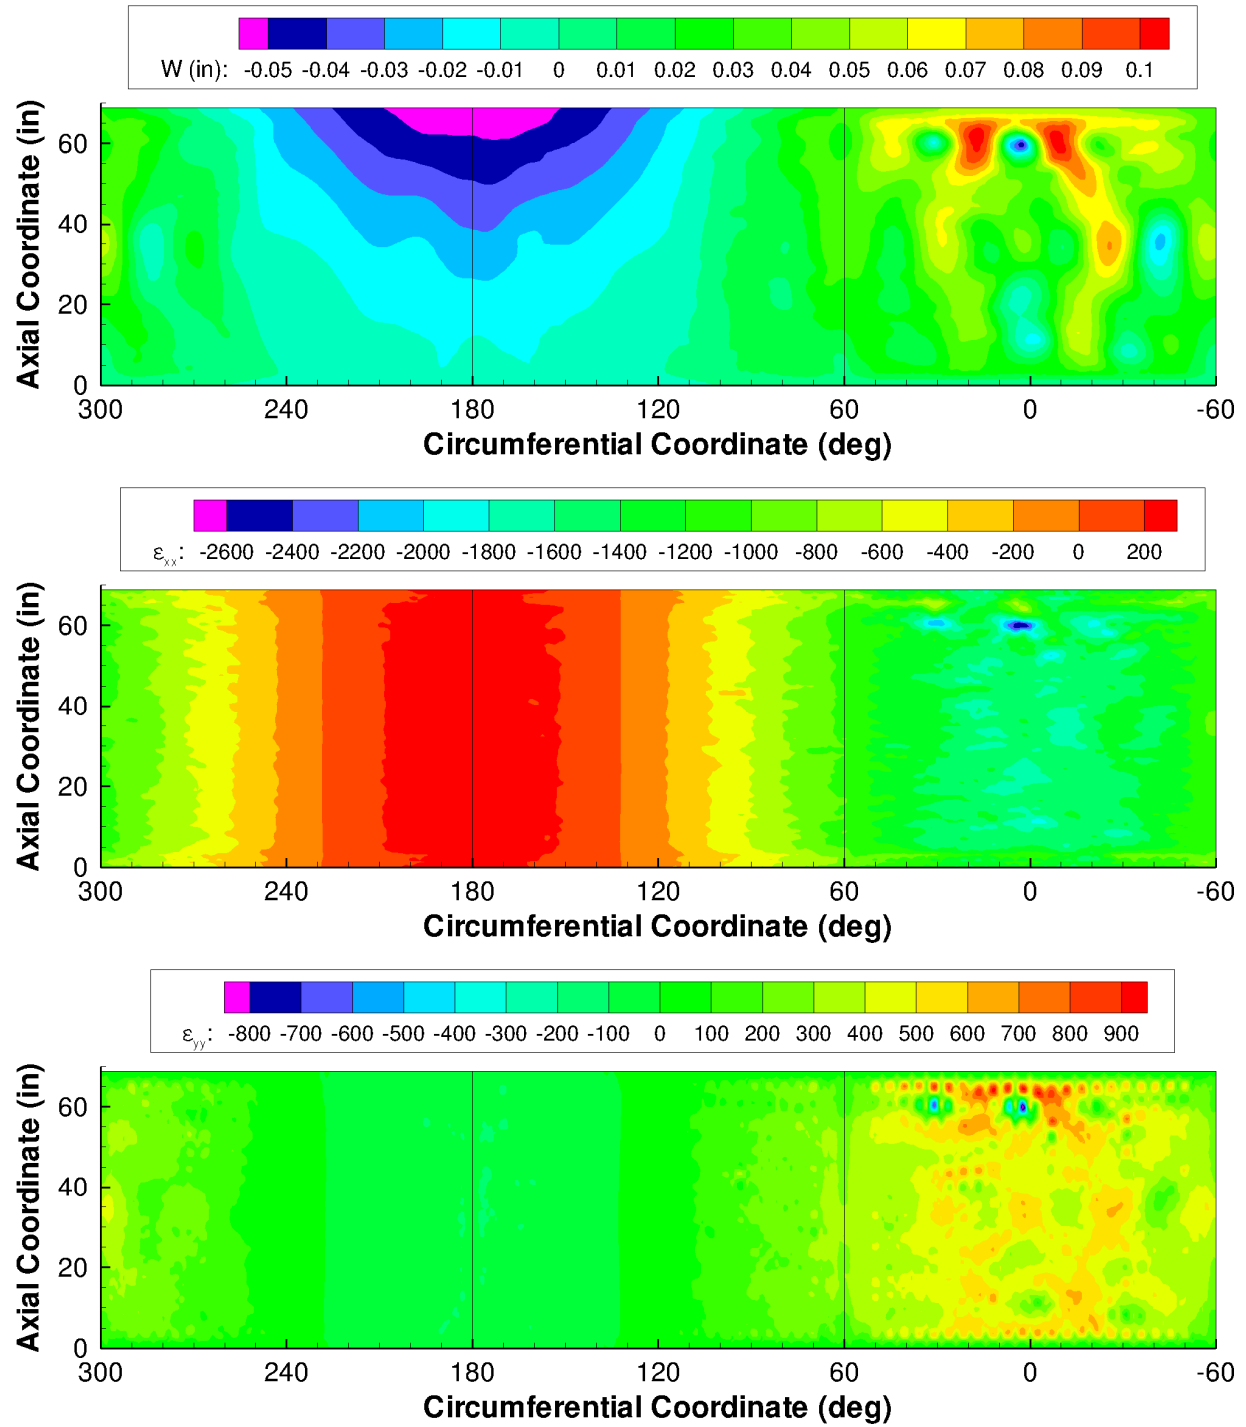 W (in): -0.05 -0.04 -0.03 -0.02 -0.01 0 0.01 0.02 0.03 0.04 0.05 0.06 0.07 0.08 0.09 0.1
Axial Coordinate (in)
60
40
20
0
300 240 180 120 60 0 -60
Circumferential Coordinate (deg)
εxx: -2600 -2400 -2200 -2000 -1800 -1600 -1400 -1200 -1000 -800 -600 -400 -200 0 200
Axial Coordinate (in)
60
40
20
0
300 240 180 120 60 0 -60
Circumferential Coordinate (deg)
εyy: -800 -700 -600 -500 -400 -300 -200 -100 0 100 200 300 400 500 600 700 800 900
Axial Coordinate (in)
60
40
20
0
300 240 180 120 60 0 -60
Circumferential Coordinate (deg)